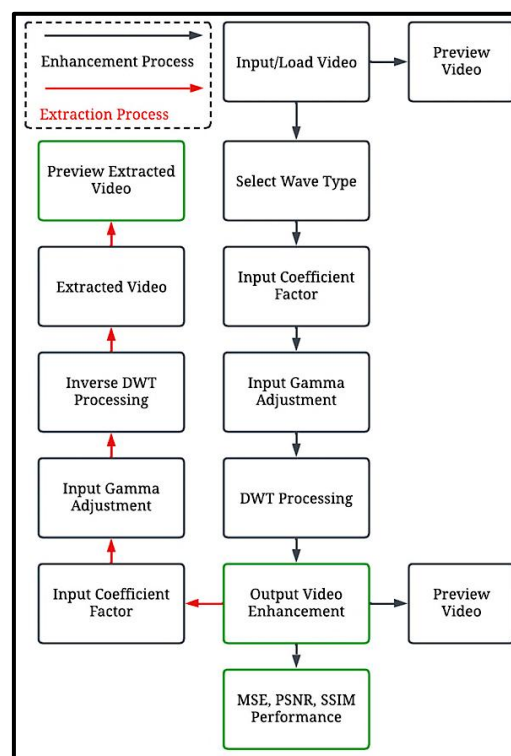 Enhancement Process
Extraction Process
Input/Load Video
Preview
Video
Preview Extracted
Video
Select Wave Type
Extracted Video
Input Coefficient
Factor
Inverse DWT
Processing
Input Gamma
Adjustment
Input Gamma
Adjustment
DWT Processing
Input Coefficient
Factor
Output Video
Enhancement
Preview
Video
MSE, PSNR, SSIM
Performance